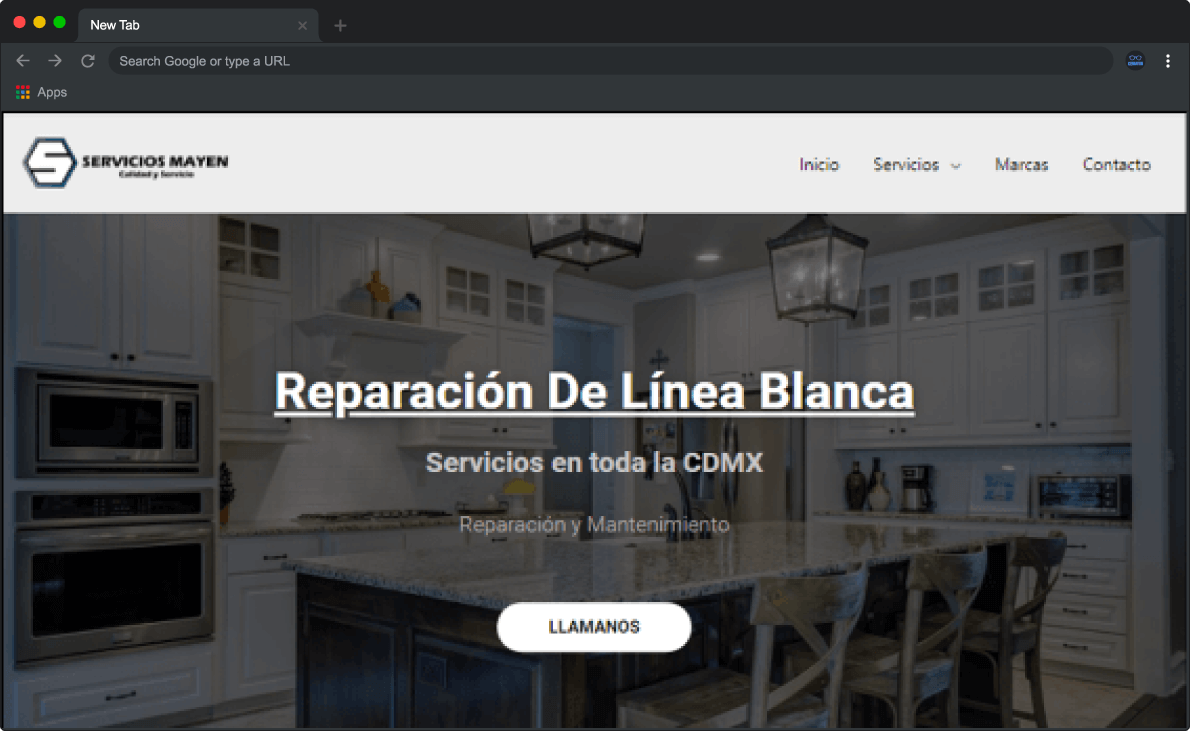 New Tab
Search Google or type a URL
Apps
SERVICIOS MAYEN
Calidad y Servicio
Inicio Servicios Marcas Contacto
Reparación De Línea Blanca
Servicios en toda la CDMX
Reparación y Mantenimiento
LLAMANOS